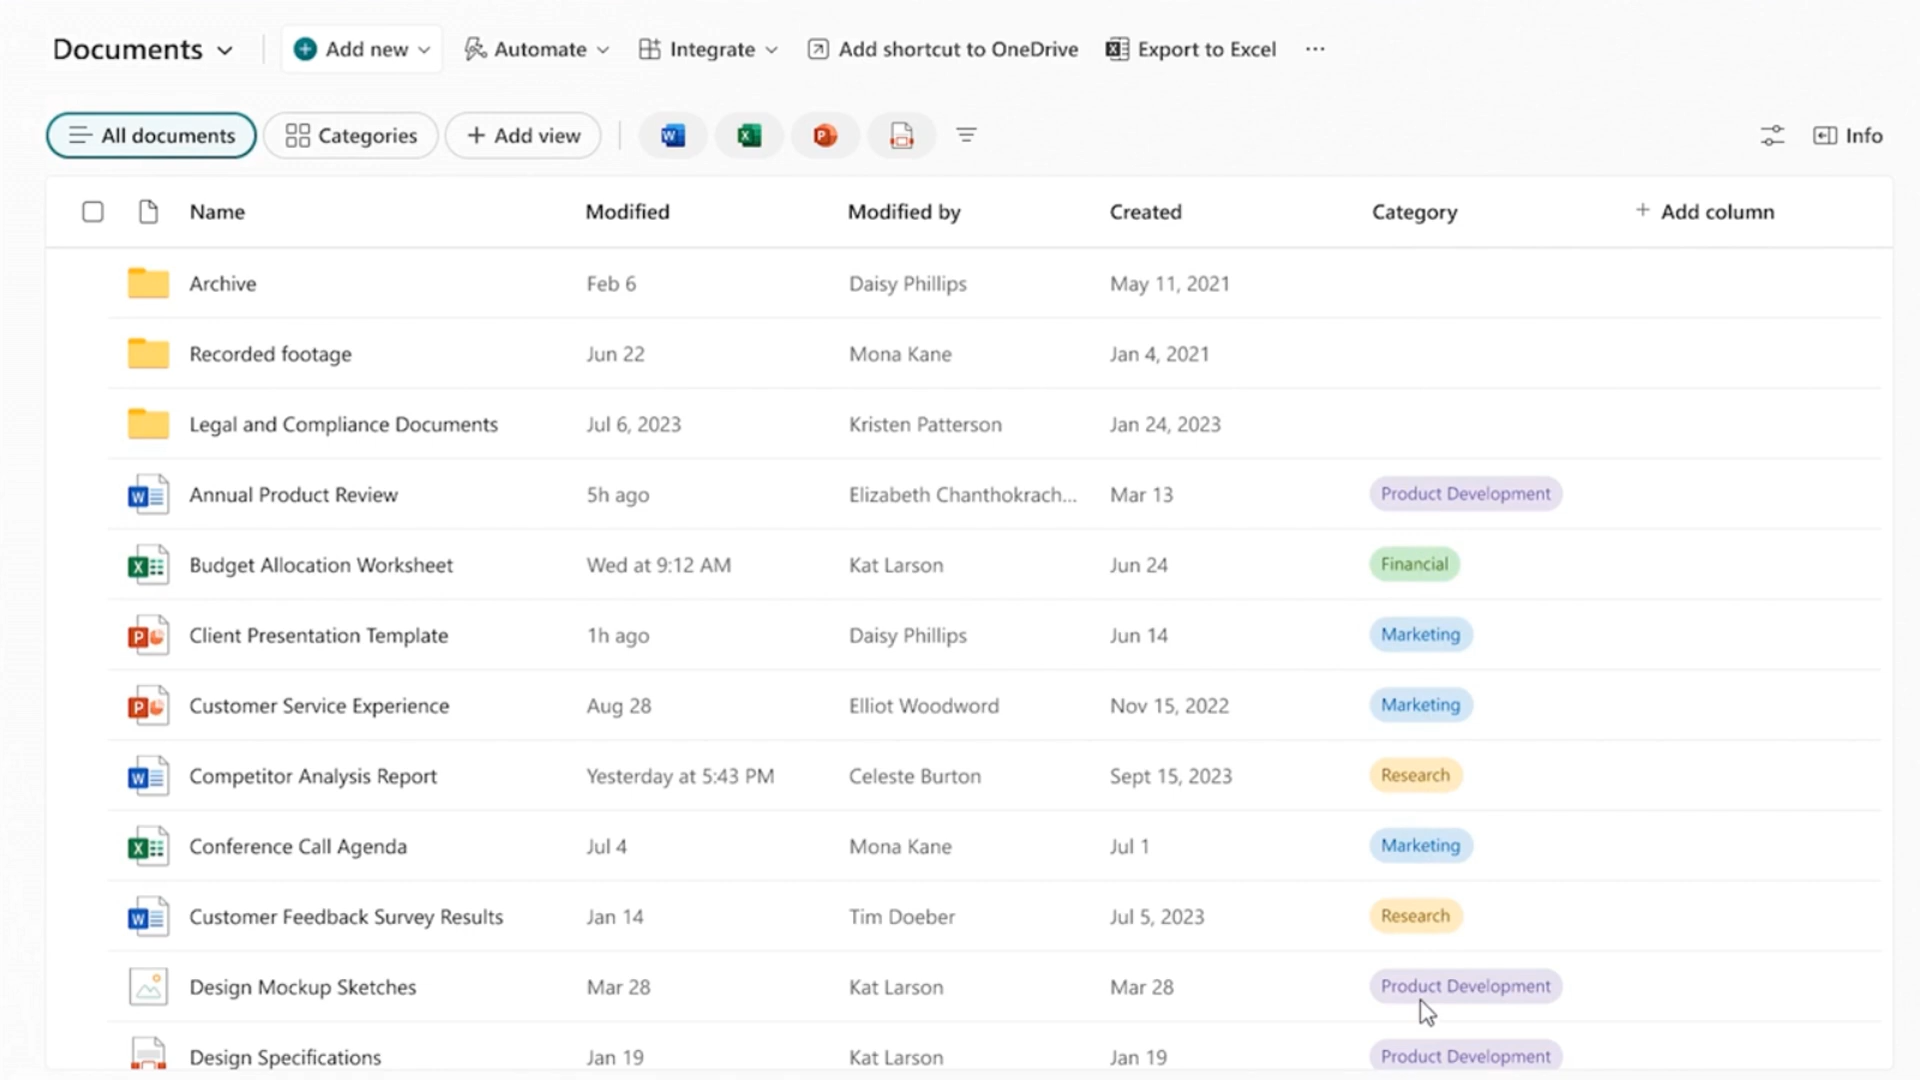 Documents Add new Automate Integrate Add shortcut to OneDrive Export to Excel ...
All documents Categories + Add view Info
Name Modified Modified by Created Category + Add column
Archive Feb 6 Daisy Phillips May 11, 2021
Recorded footage Jun 22 Mona Kane Jan 4, 2021
Legal and Compliance Documents Jul 6, 2023 Kristen Patterson Jan 24, 2023
W Annual Product Review 5h ago Elizabeth Chanthokrach... Mar 13 Product Development
X Budget Allocation Worksheet Wed at 9:12 AM Kat Larson Jun 24 Financial
P Client Presentation Template 1h ago Daisy Phillips Jun 14 Marketing
P Customer Service Experience Aug 28 Elliot Woodword Nov 15, 2022 Marketing
W Competitor Analysis Report Yesterday at 5:43 PM Celeste Burton Sept 15, 2023 Research
X Conference Call Agenda Jul 4 Mona Kane Jul 1 Marketing
W Customer Feedback Survey Results Jan 14 Tim Doeber Jul 5, 2023 Research
Design Mockup Sketches Mar 28 Kat Larson Mar 28 Product Development
Design Specifications Jan 19 Kat Larson Jan 19 Product Development